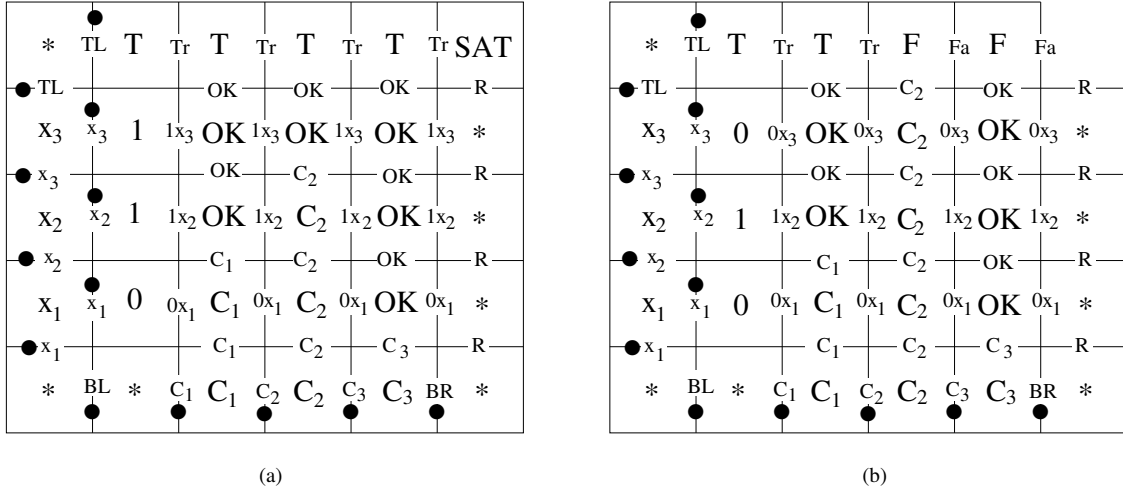 * TL T Tr T Tr T Tr T Tr SAT * TL T Tr T Tr F Fa F Fa
TL OK OK OK R TL OK C2 OK R
x3 x3 1 1x3 OK 1x3 OK 1x3 OK 1x3 * x3 x3 0 0x3 OK 0x3 C2 0x3 OK 0x3 *
x3 OK C2 OK R x3 OK C2 OK R
x2 x2 1 1x2 OK 1x2 C2 1x2 OK 1x2 * x2 x2 1 1x2 OK 1x2 C2 1x2 OK 1x2 *
x2 C1 C2 OK R x2 C1 C2 OK R
x1 x1 0 0x1 C1 0x1 C2 0x1 OK 0x1 * x1 x1 0 0x1 C1 0x1 C2 0x1 OK 0x1 *
x1 C1 C2 C3 R x1 C1 C2 C3 R
* BL * C1 C1 C2 C2 C3 C3 BR * * BL * C1 C1 C2 C2 C3 C3 BR *
(a) (b)